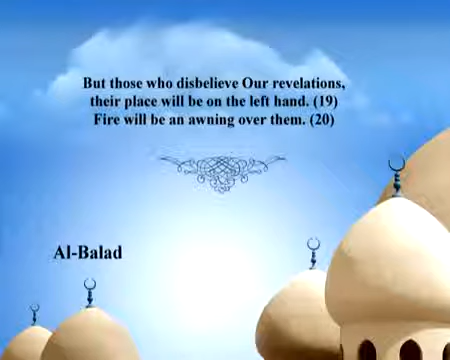 But those who disbelieve Our revelations,
their place will be on the left hand. (19)
Fire will be an awning over them. (20)
Al-Balad